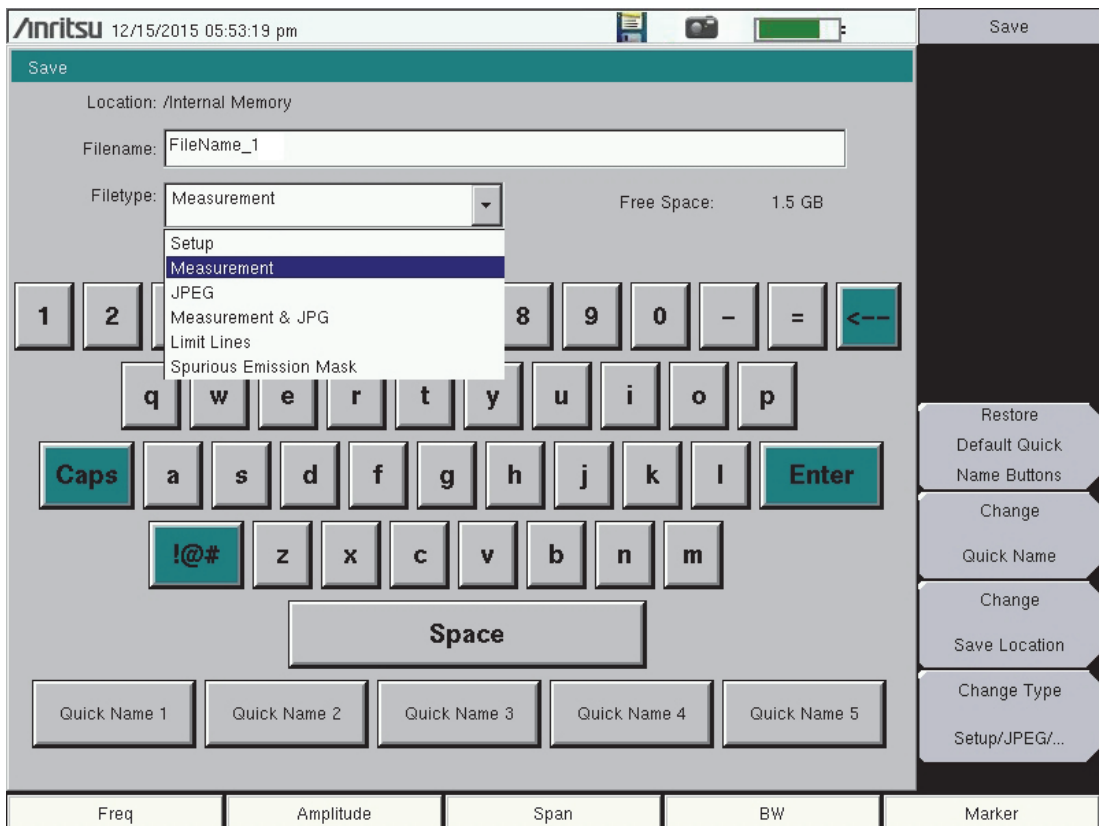 Anritsu 12/15/2015 05:53:19 pm
Save
Save
Location: /Internal Memory
Filename: FileName_1
Filetype: Measurement
Free Space: 1.5 GB
Setup
Measurement
JPEG
Measurement & JPG
Limit Lines
Spurious Emission Mask
1 2 8 9 0 – = <--
q w e r t y u i o p
Caps a s d f g h j k l Enter
!@# z x c v b n m
Space
Quick Name 1 Quick Name 2 Quick Name 3 Quick Name 4 Quick Name 5
Restore
Default Quick
Name Buttons
Change
Quick Name
Change
Save Location
Change Type
Setup/JPEG/...
Freq Amplitude Span BW Marker